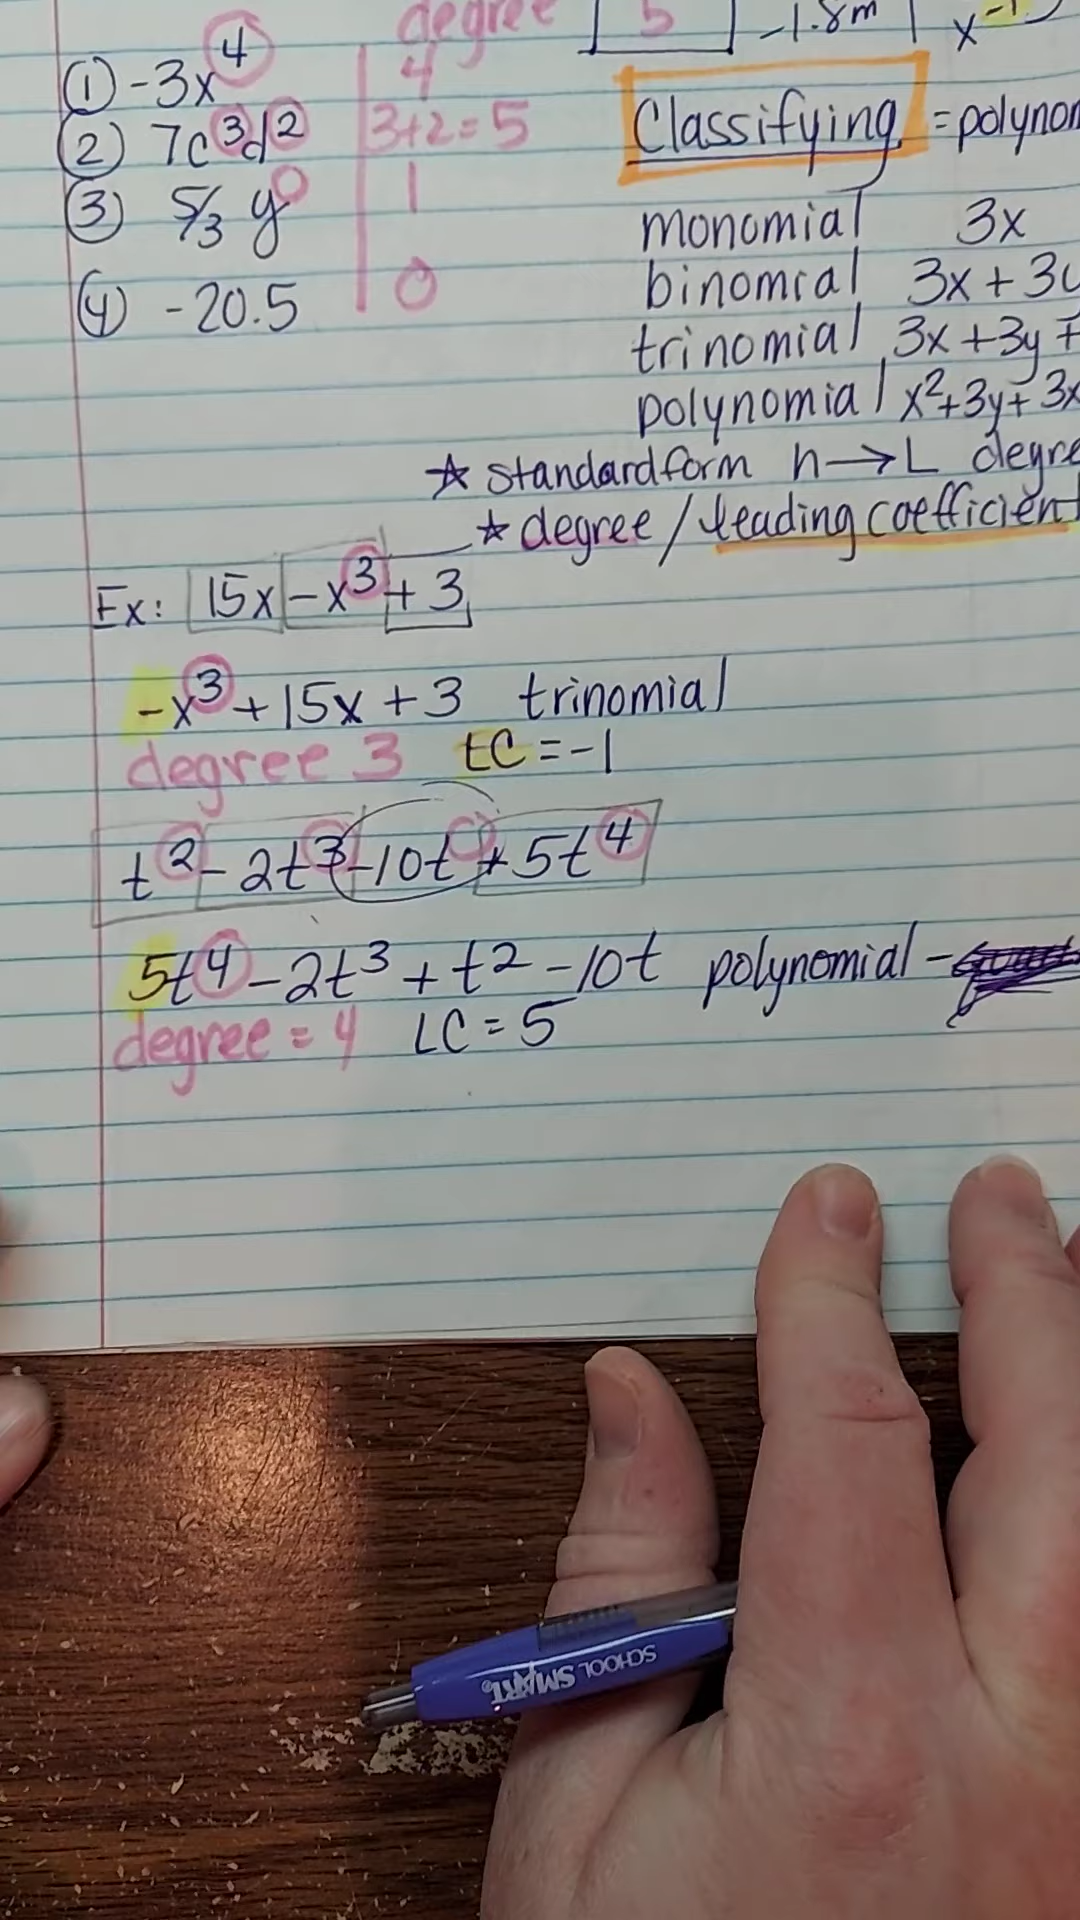 degree 5 -1.8m x⁻¹
① -3x⁴ 4
② 7c³d² 3+2=5
③ 5/3 y 1
④ -20.5 0
Classifying = polynom
monomial 3x
binomial 3x + 3y
trinomial 3x + 3y +
polynomial x²+3y+3x
☆ standard form h→L degre
☆ degree / leading coefficient
Ex: 15x -x³ + 3
-x³ + 15x + 3 trinomial
degree 3 LC = -1
t² - 2t³ - 10t + 5t⁴
5t⁴ - 2t³ + t² - 10t polynomial -
degree = 4 LC = 5
SCHOOL SMART